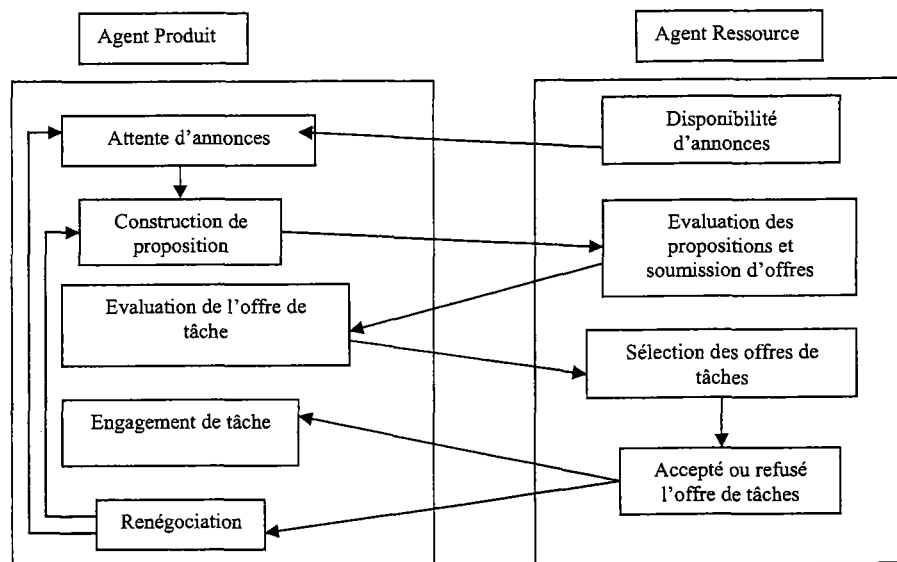 Agent Produit
Agent Ressource
Attente d'annonces
Construction de
proposition
Evaluation de l'offre de
tâche
Engagement de tâche
Renégociation
Disponibilité
d'annonces
Evaluation des
propositions et
soumission d'offres
Sélection des offres de
tâches
Accepté ou refusé
l'offre de tâches